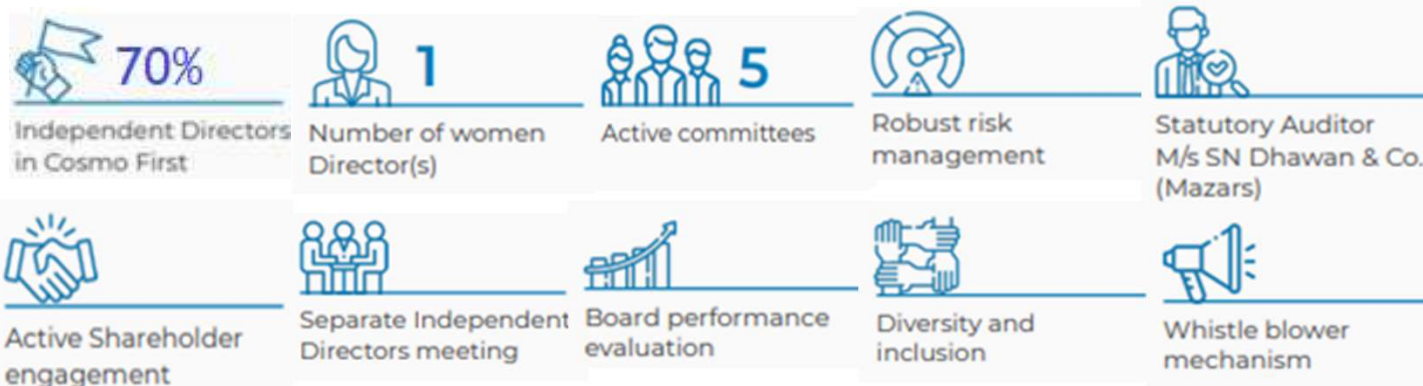 70%
Independent Directors
in Cosmo First
1
Number of women
Director(s)
5
Active committees
Robust risk
management
Statutory Auditor
M/s SN Dhawan & Co.
(Mazars)
Active Shareholder
engagement
Separate Independent
Directors meeting
Board performance
evaluation
Diversity and
inclusion
Whistle blower
mechanism